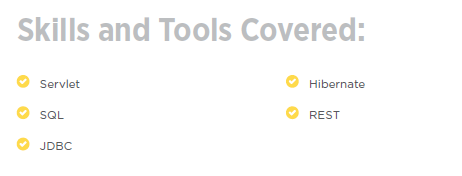 Skills and Tools Covered:
Servlet
Hibernate
SQL
REST
JDBC